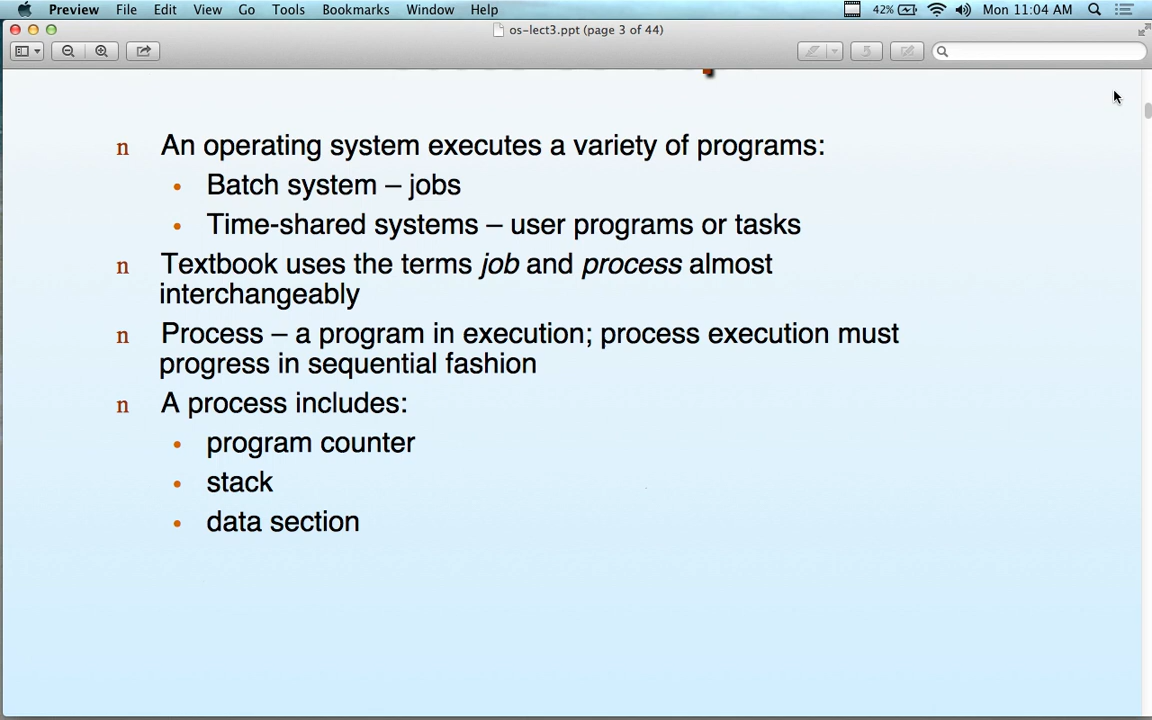 Preview File Edit View Go Tools Bookmarks Window Help 42% Mon 11:04 AM
os-lect3.ppt (page 3 of 44)
n An operating system executes a variety of programs:
• Batch system – jobs
• Time-shared systems – user programs or tasks
n Textbook uses the terms job and process almost
interchangeably
n Process – a program in execution; process execution must
progress in sequential fashion
n A process includes:
• program counter
• stack
• data section